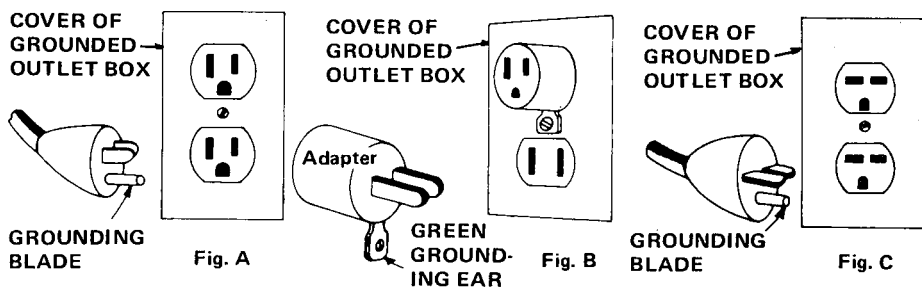 COVER OF
GROUNDED
OUTLET BOX
GROUNDING
BLADE
Fig. A
COVER OF
GROUNDED
OUTLET BOX
Adapter
GREEN
GROUND-
ING EAR
Fig. B
COVER OF
GROUNDED
OUTLET BOX
GROUNDING
BLADE
Fig. C